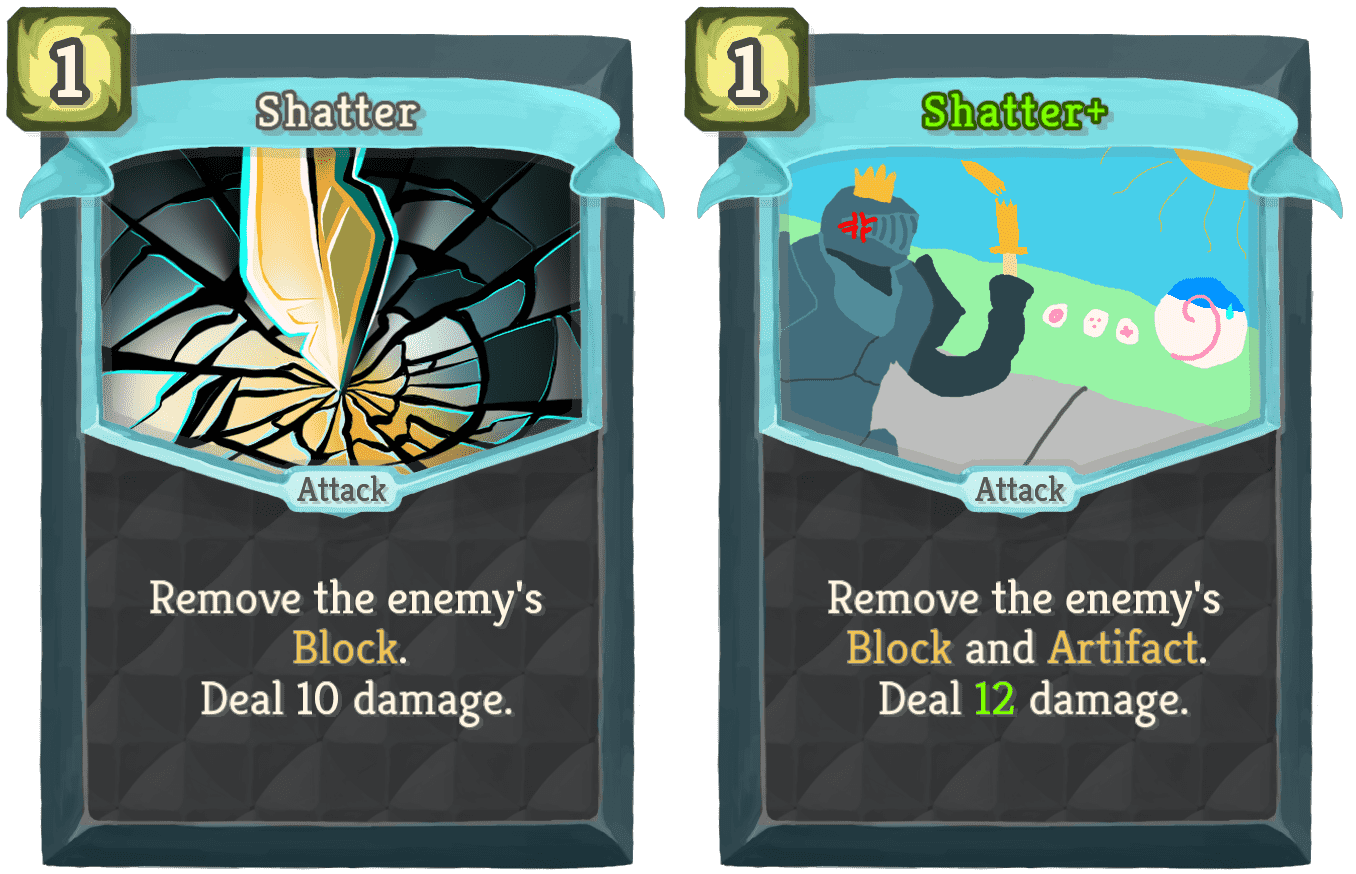 1
Shatter
Attack
Remove the enemy's
Block.
Deal 10 damage.
1
Shatter+
Attack
Remove the enemy's
Block and Artifact.
Deal 12 damage.